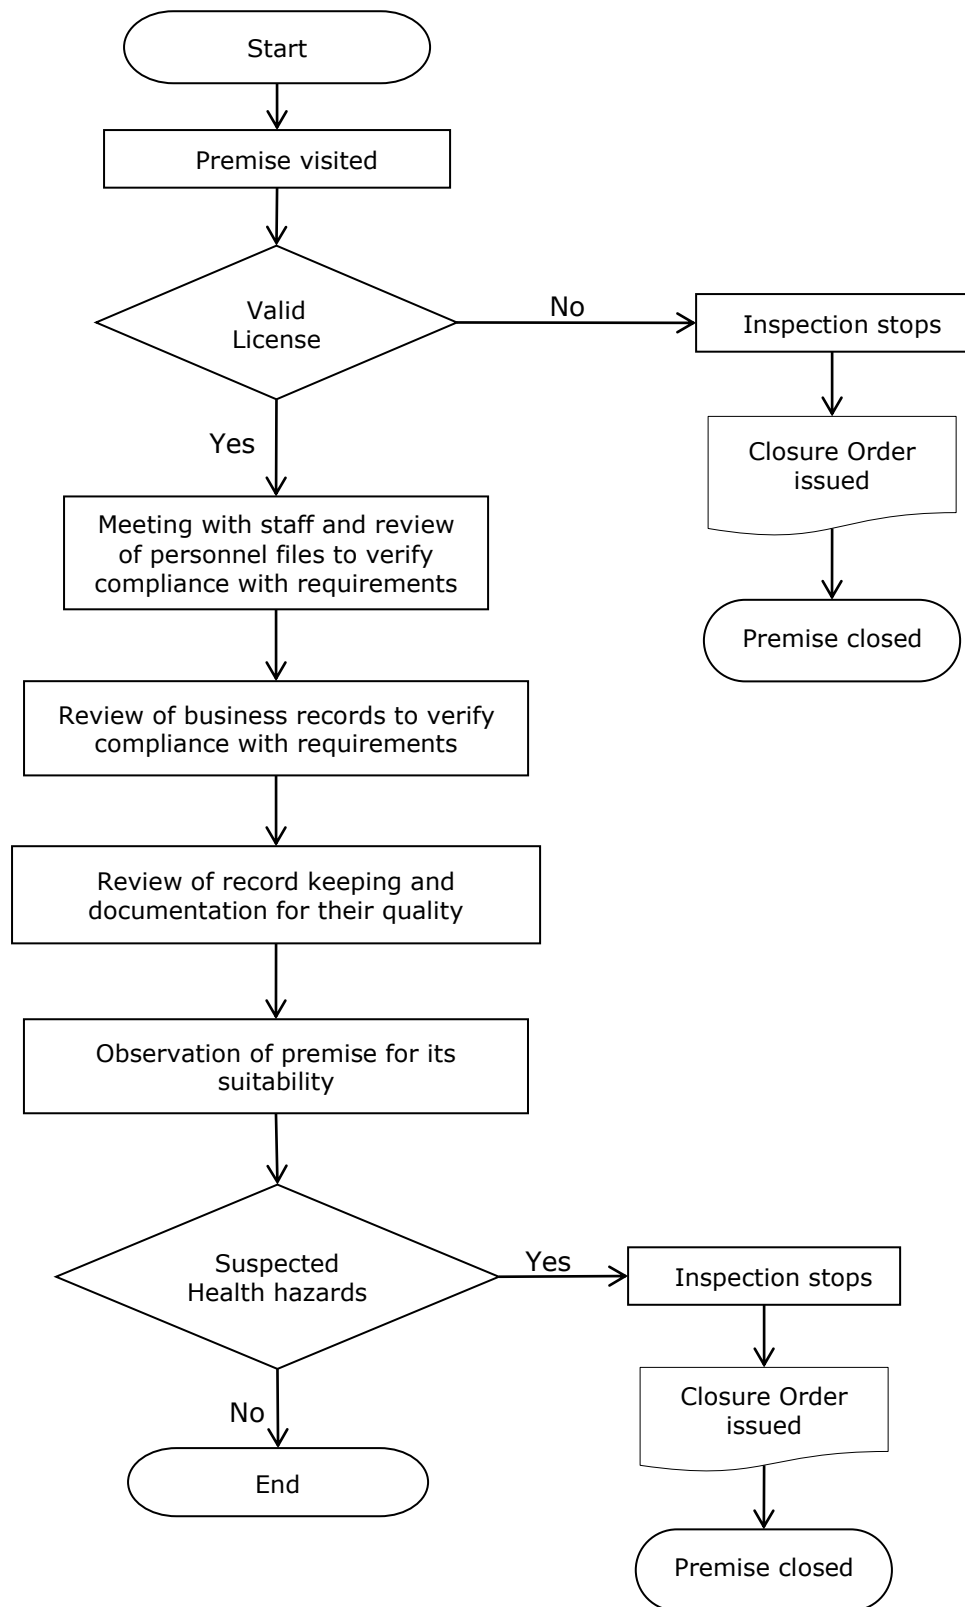 Start
Premise visited
Valid
License
No
Inspection stops
Closure Order
issued
Premise closed
Yes
Meeting with staff and review
of personnel files to verify
compliance with requirements
Review of business records to verify
compliance with requirements
Review of record keeping and
documentation for their quality
Observation of premise for its
suitability
Suspected
Health hazards
Yes
Inspection stops
Closure Order
issued
Premise closed
No
End